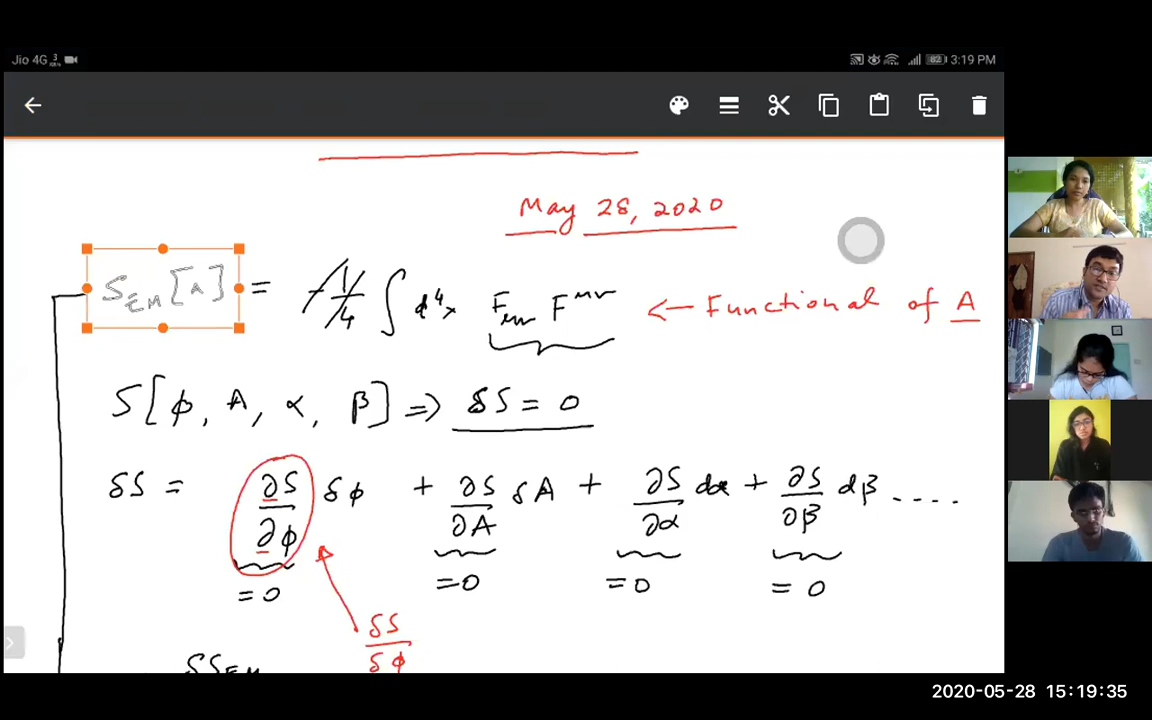 Jio 4G 3:19 PM
May 28, 2020
S_EM[A] = -1/4 ∫ d⁴x F_μν F^μν ← Functional of A
S[ϕ, A, α, β] ⇒ δS = 0
δS = ∂S/∂ϕ δϕ + ∂S/∂A δA + ∂S/∂α dα + ∂S/∂β dβ ....
=0 =0 =0 = 0
δS/δϕ
δS_EM
2020-05-28 15:19:35